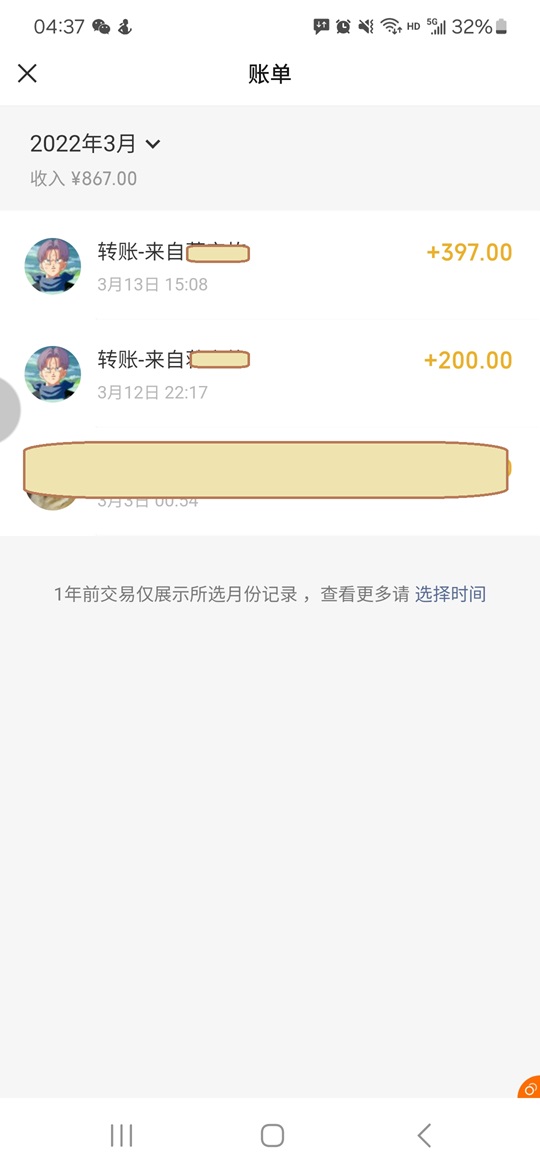 04:37 HD 5G 32%
账单
2022年3月
收入 ¥867.00
转账-来自
+397.00
3月13日 15:08
转账-来自
+200.00
3月12日 22:17
3月3日 00:54
1年前交易仅展示所选月份记录，查看更多请 选择时间